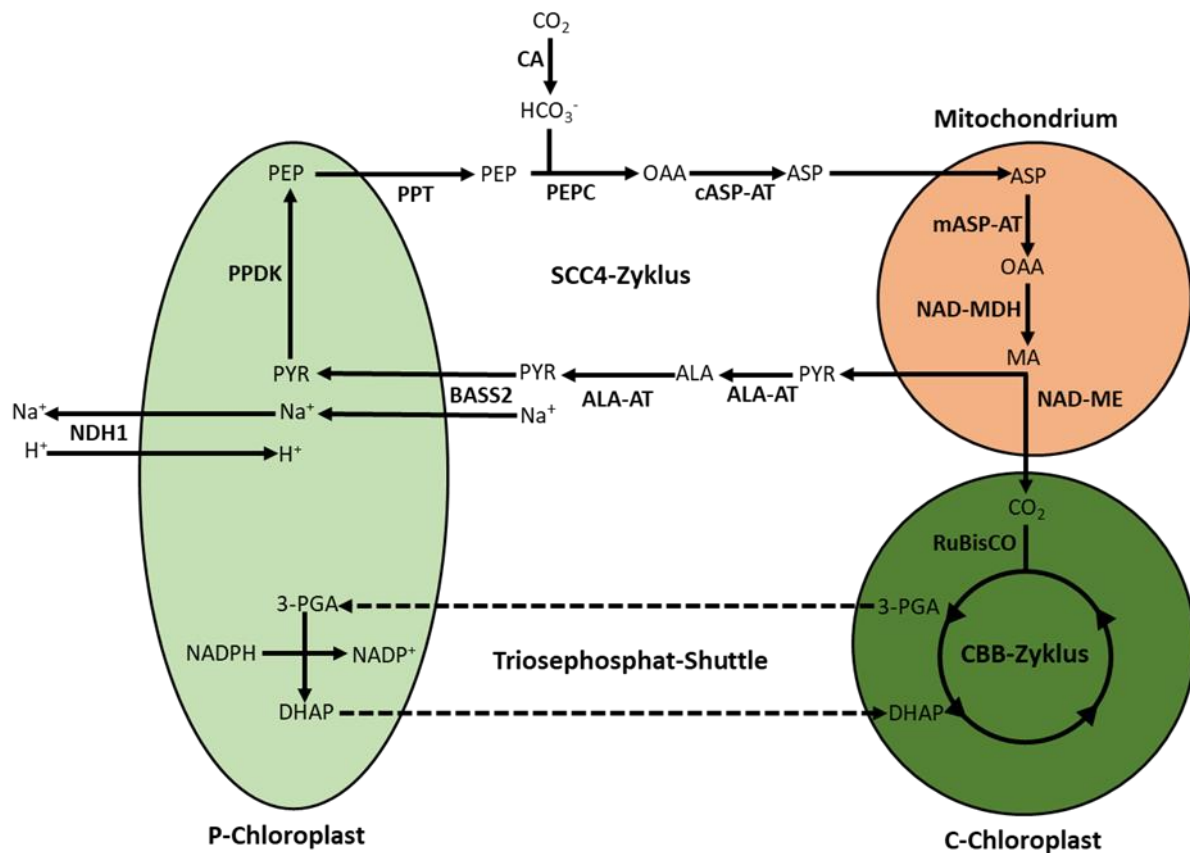 CO₂
CA
HCO₃⁻
Mitochondrium
PEP
PPT
PEP
PEPC
OAA
cASP-AT
ASP
ASP
mASP-AT
OAA
PPDK
SCC4-Zyklus
NAD-MDH
MA
PYR
BASS2
PYR
ALA-AT
ALA
ALA-AT
PYR
NAD-ME
Na⁺
NDH1
Na⁺
Na⁺
H⁺
H⁺
CO₂
RuBisCO
3-PGA
3-PGA
NADPH
NADP⁺
Triosephosphat-Shuttle
CBB-Zyklus
DHAP
DHAP
P-Chloroplast
C-Chloroplast